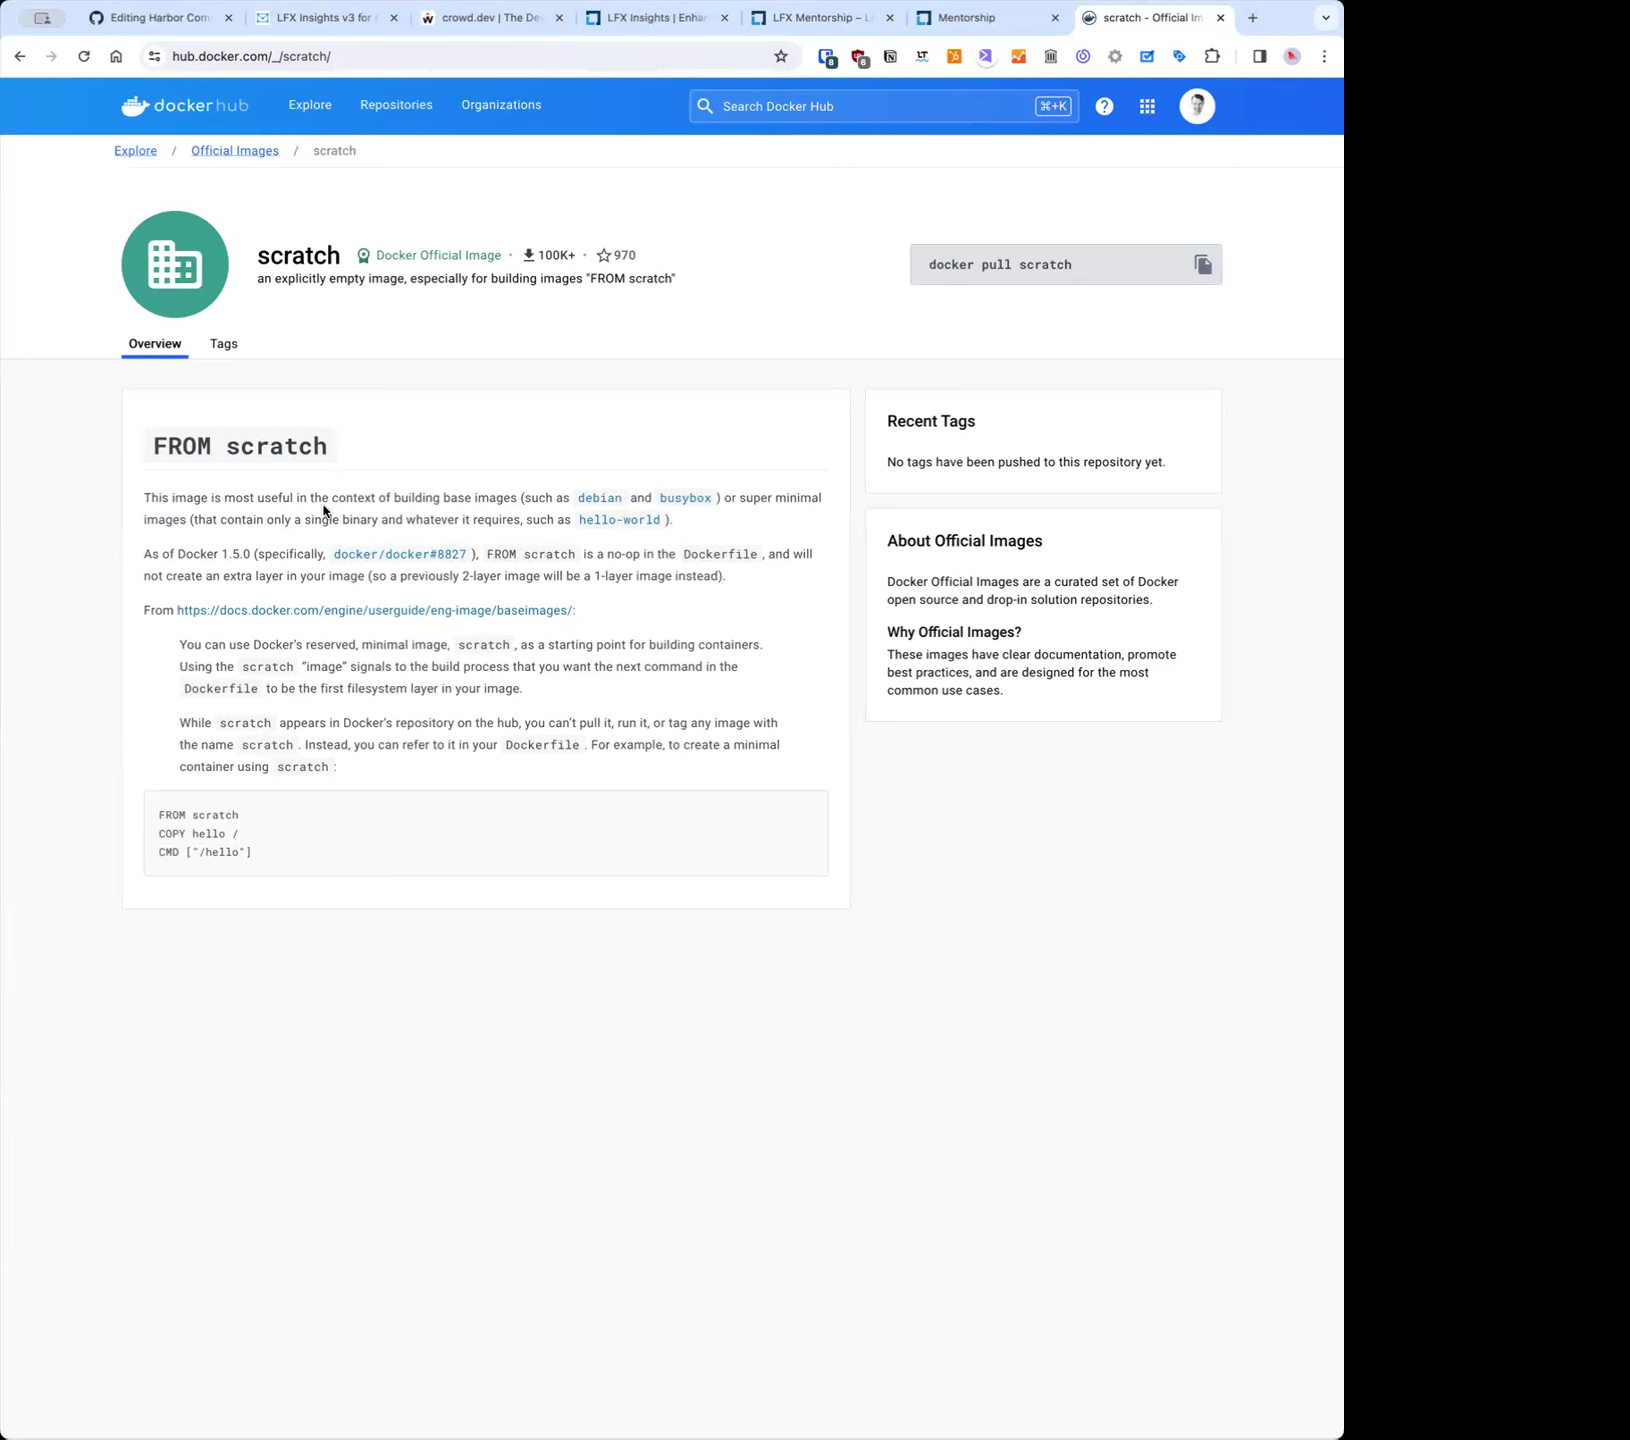 Editing Harbor Com
LFX Insights v3 for
crowd.dev | The De
LFX Insights | Enha
LFX Mentorship – L
Mentorship
scratch - Official Im
hub.docker.com/_/scratch/
8
6
dockerhub
Explore
Repositories
Organizations
Search Docker Hub
⌘+K
Explore / Official Images / scratch
scratch Docker Official Image · 100K+ · 970
an explicitly empty image, especially for building images "FROM scratch"
docker pull scratch
Overview
Tags
FROM scratch
This image is most useful in the context of building base images (such as debian and busybox ) or super minimal
images (that contain only a single binary and whatever it requires, such as hello-world ).
As of Docker 1.5.0 (specifically, docker/docker#8827 ), FROM scratch is a no-op in the Dockerfile , and will
not create an extra layer in your image (so a previously 2-layer image will be a 1-layer image instead).
From https://docs.docker.com/engine/userguide/eng-image/baseimages/:
You can use Docker's reserved, minimal image, scratch , as a starting point for building containers.
Using the scratch "image" signals to the build process that you want the next command in the
Dockerfile to be the first filesystem layer in your image.
While scratch appears in Docker's repository on the hub, you can't pull it, run it, or tag any image with
the name scratch . Instead, you can refer to it in your Dockerfile . For example, to create a minimal
container using scratch :
FROM scratch
COPY hello /
CMD ["/hello"]
Recent Tags
No tags have been pushed to this repository yet.
About Official Images
Docker Official Images are a curated set of Docker
open source and drop-in solution repositories.
Why Official Images?
These images have clear documentation, promote
best practices, and are designed for the most
common use cases.